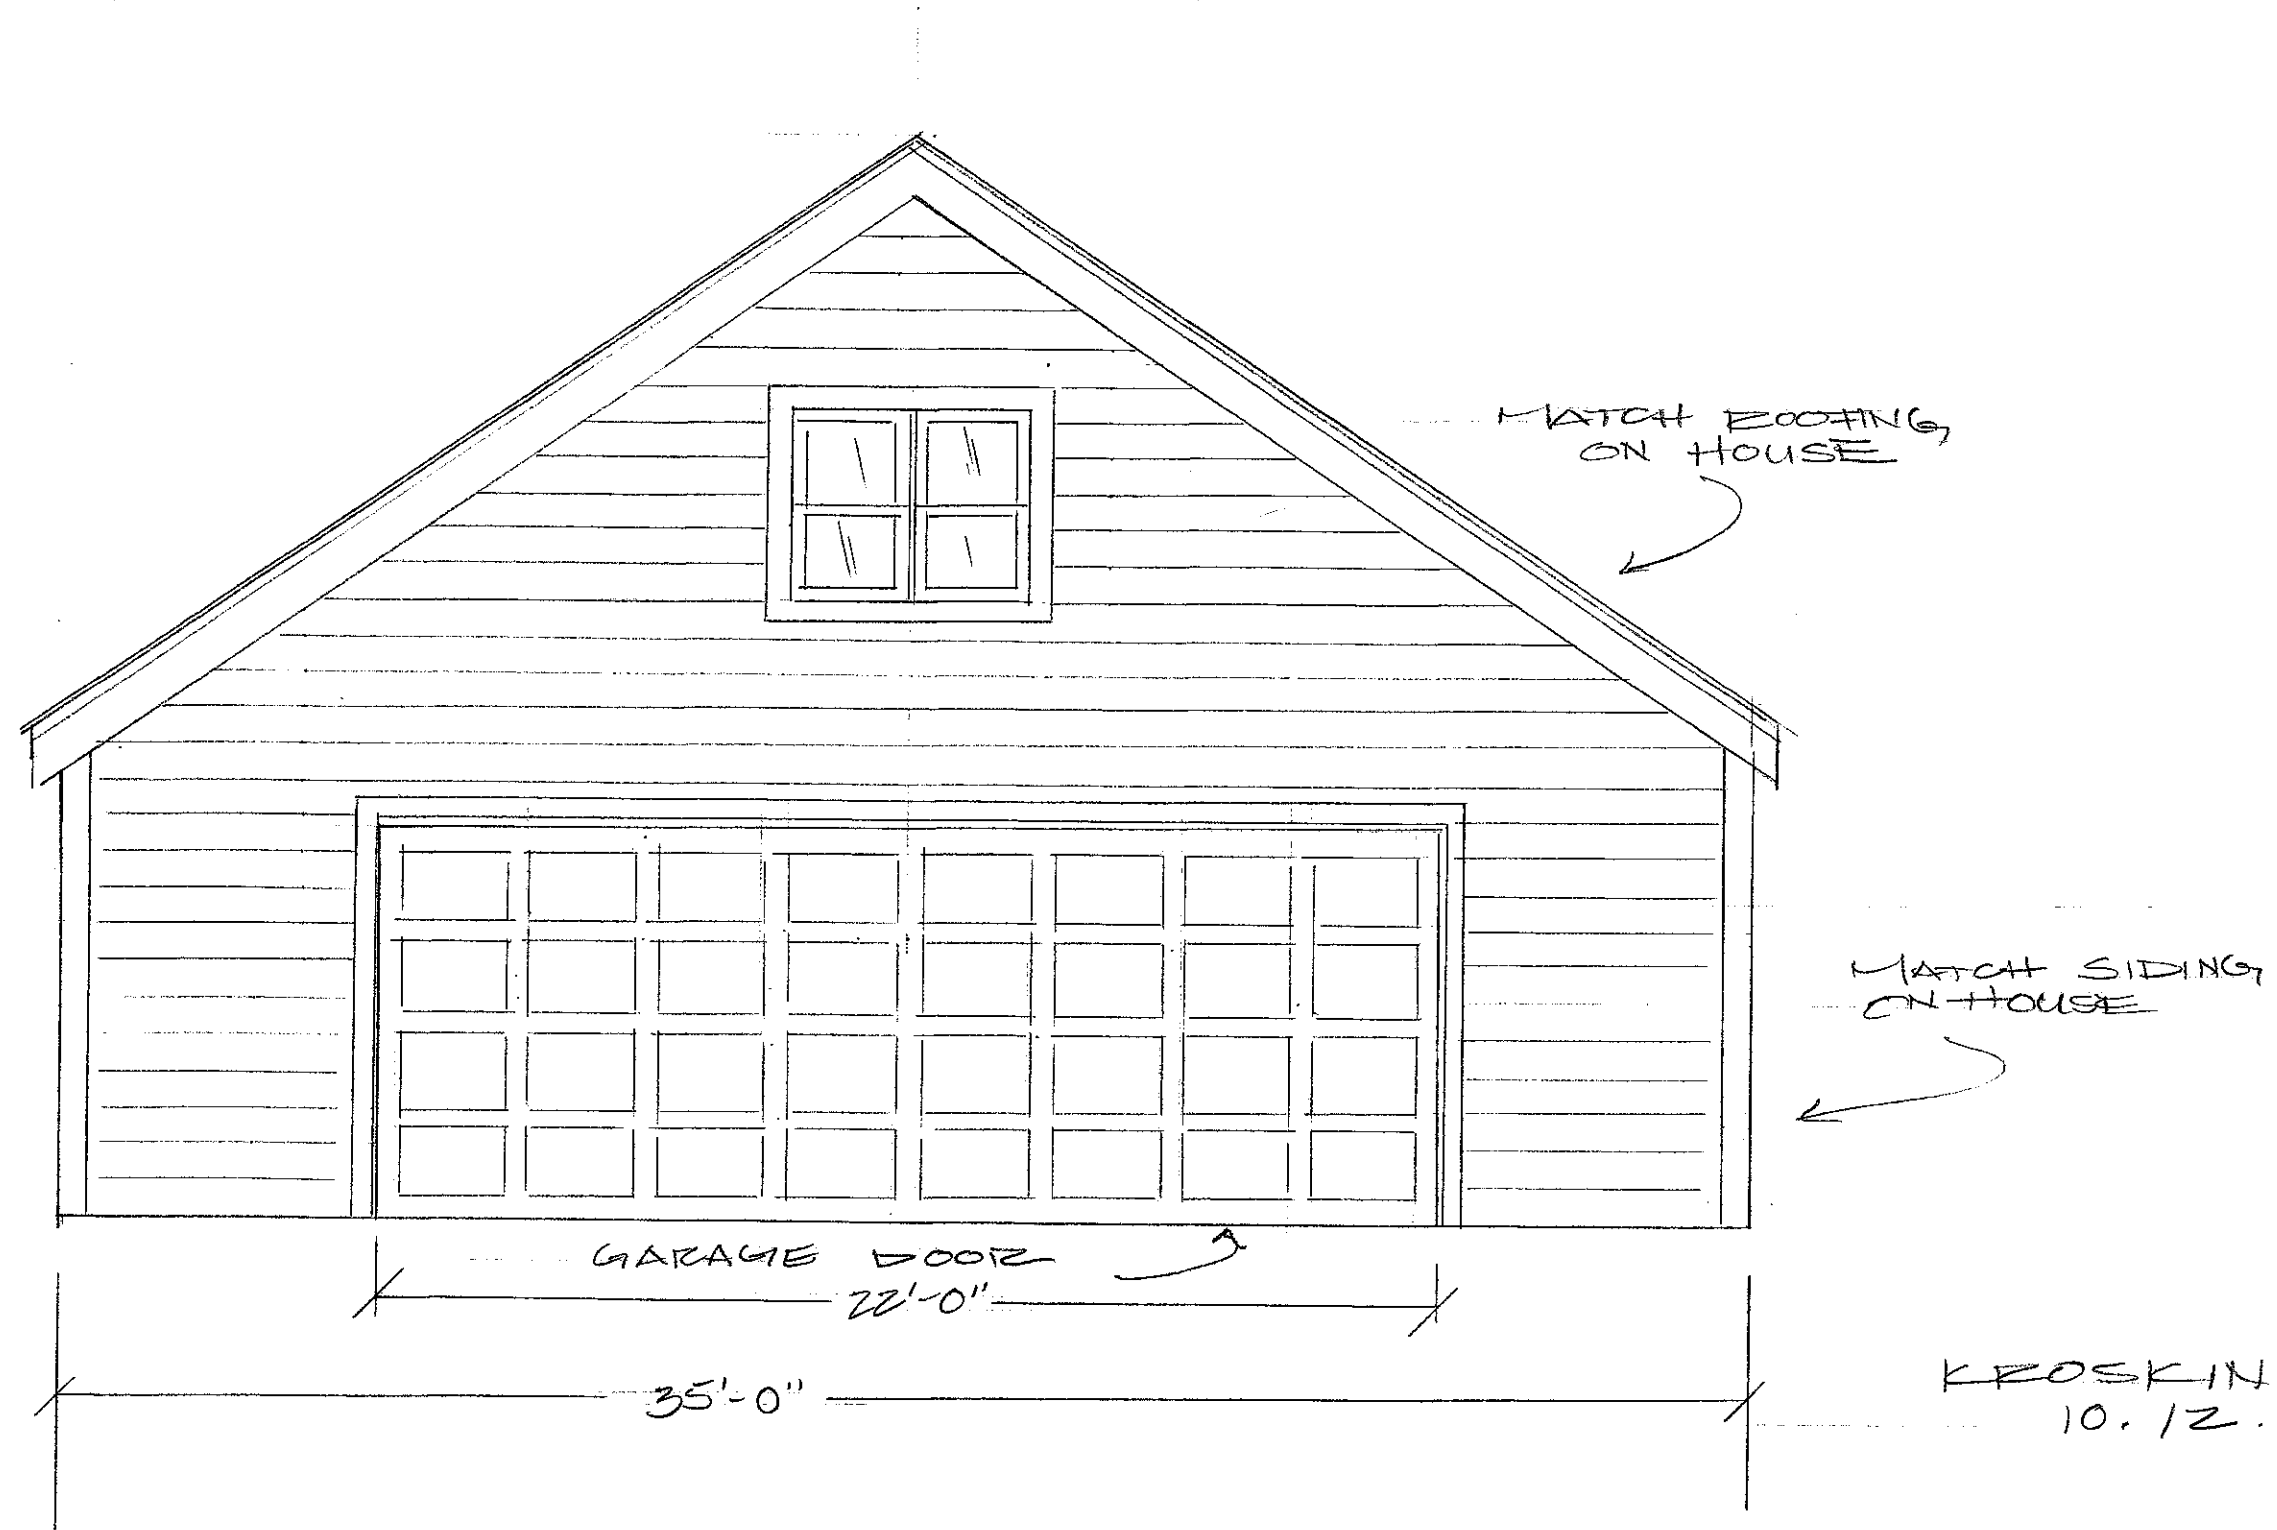 MATCH ROOFING
ON HOUSE
MATCH SIDING
ON HOUSE
GARAGE DOOR
22'-0"
35'-0"
KROSKIN
10.12.